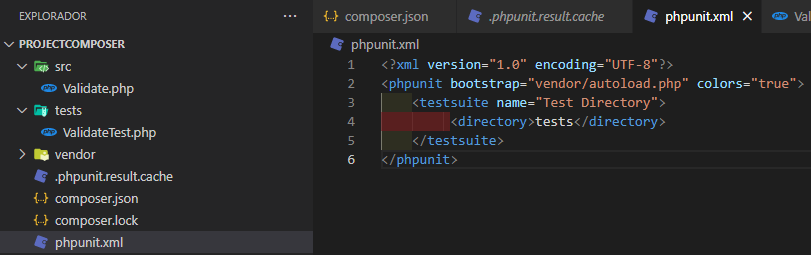 EXPLORADOR ...
PROJECTCOMPOSER
src
Validate.php
tests
ValidateTest.php
vendor
.phpunit.result.cache
composer.json
composer.lock
phpunit.xml
composer.json .phpunit.result.cache phpunit.xml Val
phpunit.xml
1 <?xml version="1.0" encoding="UTF-8"?>
2 <phpunit bootstrap="vendor/autoload.php" colors="true">
3 <testsuite name="Test Directory">
4 <directory>tests</directory>
5 </testsuite>
6 </phpunit>